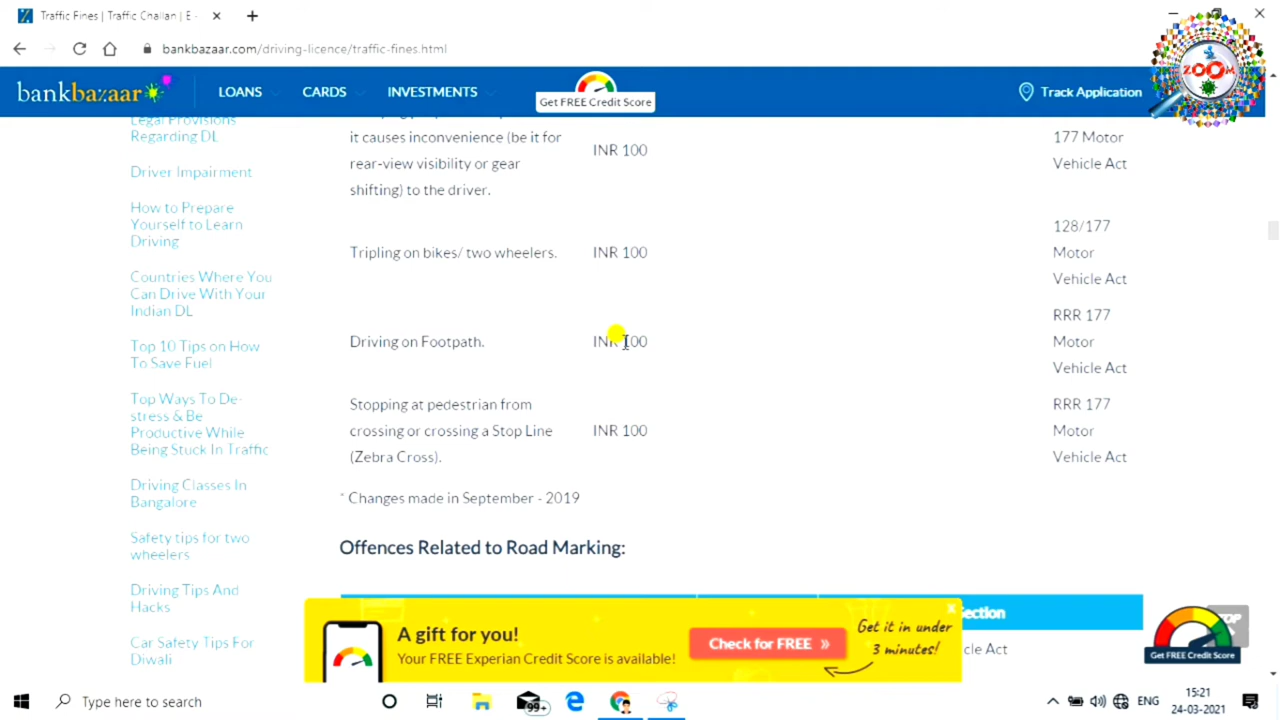 Traffic Fines | Traffic Challan | E -
bankbazaar.com/driving-licence/traffic-fines.html
ZOOM
bankbazaar
LOANS
CARDS
INVESTMENTS
Get FREE Credit Score
Track Application
Legal Provisions
Regarding DL
Driver Impairment
How to Prepare
Yourself to Learn
Driving
Countries Where You
Can Drive With Your
Indian DL
Top 10 Tips on How
To Save Fuel
Top Ways To De-
stress & Be
Productive While
Being Stuck In Traffic
Driving Classes In
Bangalore
Safety tips for two
wheelers
Driving Tips And
Hacks
Car Safety Tips For
Diwali
it causes inconvenience (be it for
rear-view visibility or gear
shifting) to the driver.
INR 100
177 Motor
Vehicle Act
Tripling on bikes/ two wheelers.
INR 100
128/177
Motor
Vehicle Act
Driving on Footpath.
INR 100
RRR 177
Motor
Vehicle Act
Stopping at pedestrian from
crossing or crossing a Stop Line
(Zebra Cross).
INR 100
RRR 177
Motor
Vehicle Act
* Changes made in September - 2019
Offences Related to Road Marking:
Section
cle Act
A gift for you!
Your FREE Experian Credit Score is available!
Check for FREE »
Get it in under
3 minutes!
Get FREE Credit Score
Type here to search
99+
ENG
15:21
24-03-2021